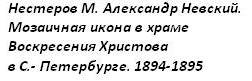 Нестеров М. Александр Невский.
Мозаичная икона в храме
Воскресения Христова
в С.- Петербурге. 1894-1895